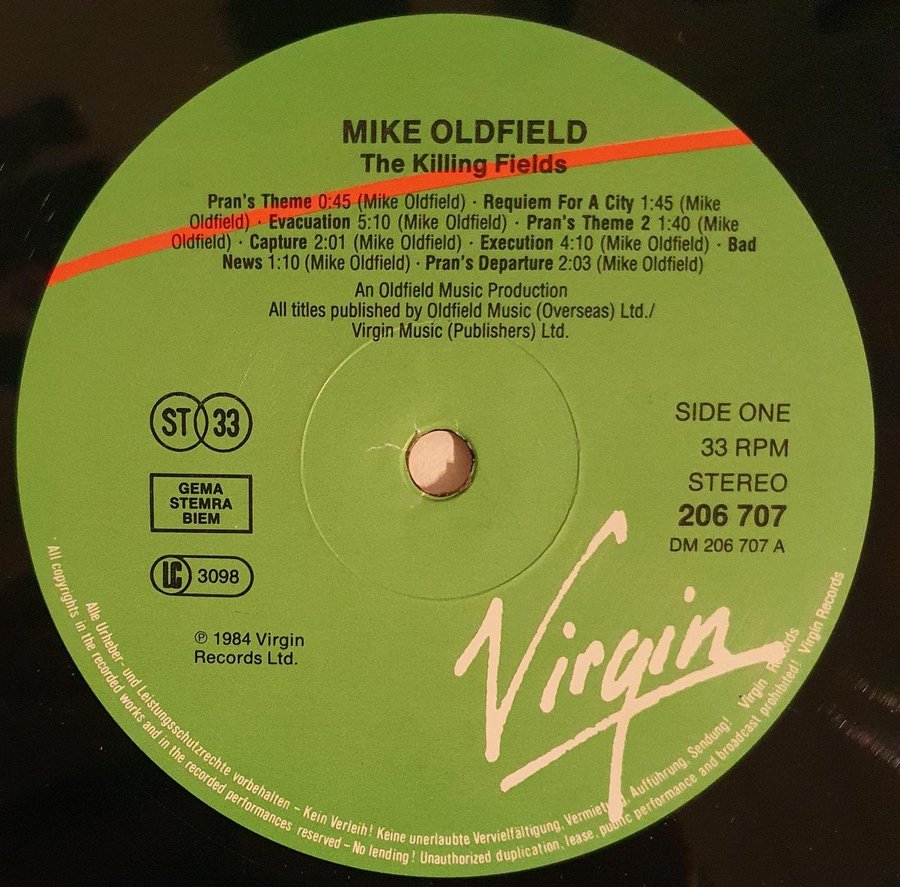 MIKE OLDFIELD
The Killing Fields
Pran's Theme 0:45 (Mike Oldfield) · Requiem For A City 1:45 (Mike
Oldfield) · Evacuation 5:10 (Mike Oldfield) · Pran's Theme 2 1:40 (Mike
Oldfield) · Capture 2:01 (Mike Oldfield) · Execution 4:10 (Mike Oldfield) · Bad
News 1:10 (Mike Oldfield) · Pran's Departure 2:03 (Mike Oldfield)
An Oldfield Music Production
All titles published by Oldfield Music (Overseas) Ltd./
Virgin Music (Publishers) Ltd.
ST 33
GEMA
STEMRA
BIEM
LC 3098
℗ 1984 Virgin
Records Ltd.
SIDE ONE
33 RPM
STEREO
206 707
DM 206 707 A
Virgin
Alle Urheber- und Leistungsschutzrechte vorbehalten – Kein Verleih! Keine unerlaubte Vervielfältigung, Vermietung, Aufführung, Sendung! Virgin Records
All copyrights in the recorded works and in the recorded performances reserved – No lending! Unauthorized duplication, lease, public performance and broadcast prohibited! Virgin Records